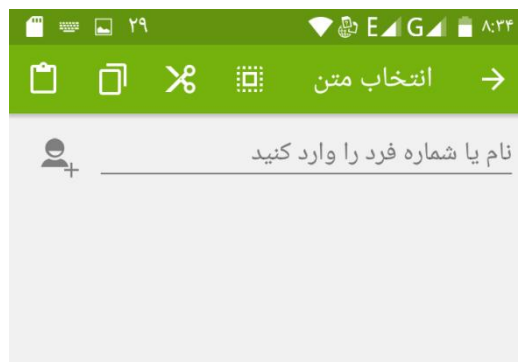 ۲۹ E G ۸:۳۴
انتخاب متن
نام یا شماره فرد را وارد کنید